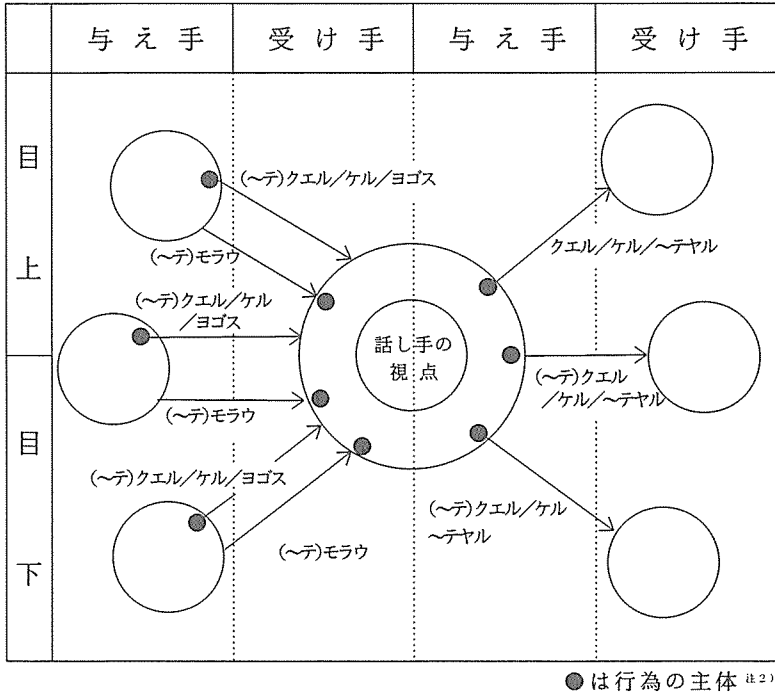 与え手 受け手 与え手 受け手
目上
目下
(〜テ)クエル/ケル/ヨゴス
(〜テ)モラウ
(〜テ)クエル/ケル
/ヨゴス
(〜テ)モラウ
(〜テ)クエル/ケル/ヨゴス
(〜テ)モラウ
話し手の
視点
クエル/ケル/〜テヤル
(〜テ)クエル
/ケル/〜テヤル
(〜テ)クエル/ケル
〜テヤル
●は行為の主体 注2)